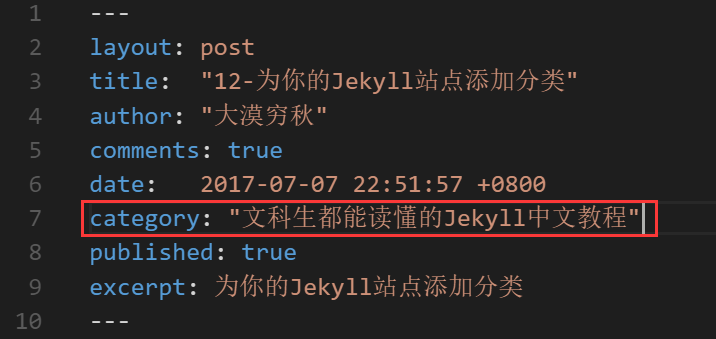 1 ---
2 layout: post
3 title:  "12-为你的Jekyll站点添加分类"
4 author: "大漠穷秋"
5 comments: true
6 date:   2017-07-07 22:51:57 +0800
7 category: "文科生都能读懂的Jekyll中文教程"
8 published: true
9 excerpt: 为你的Jekyll站点添加分类
10 ---